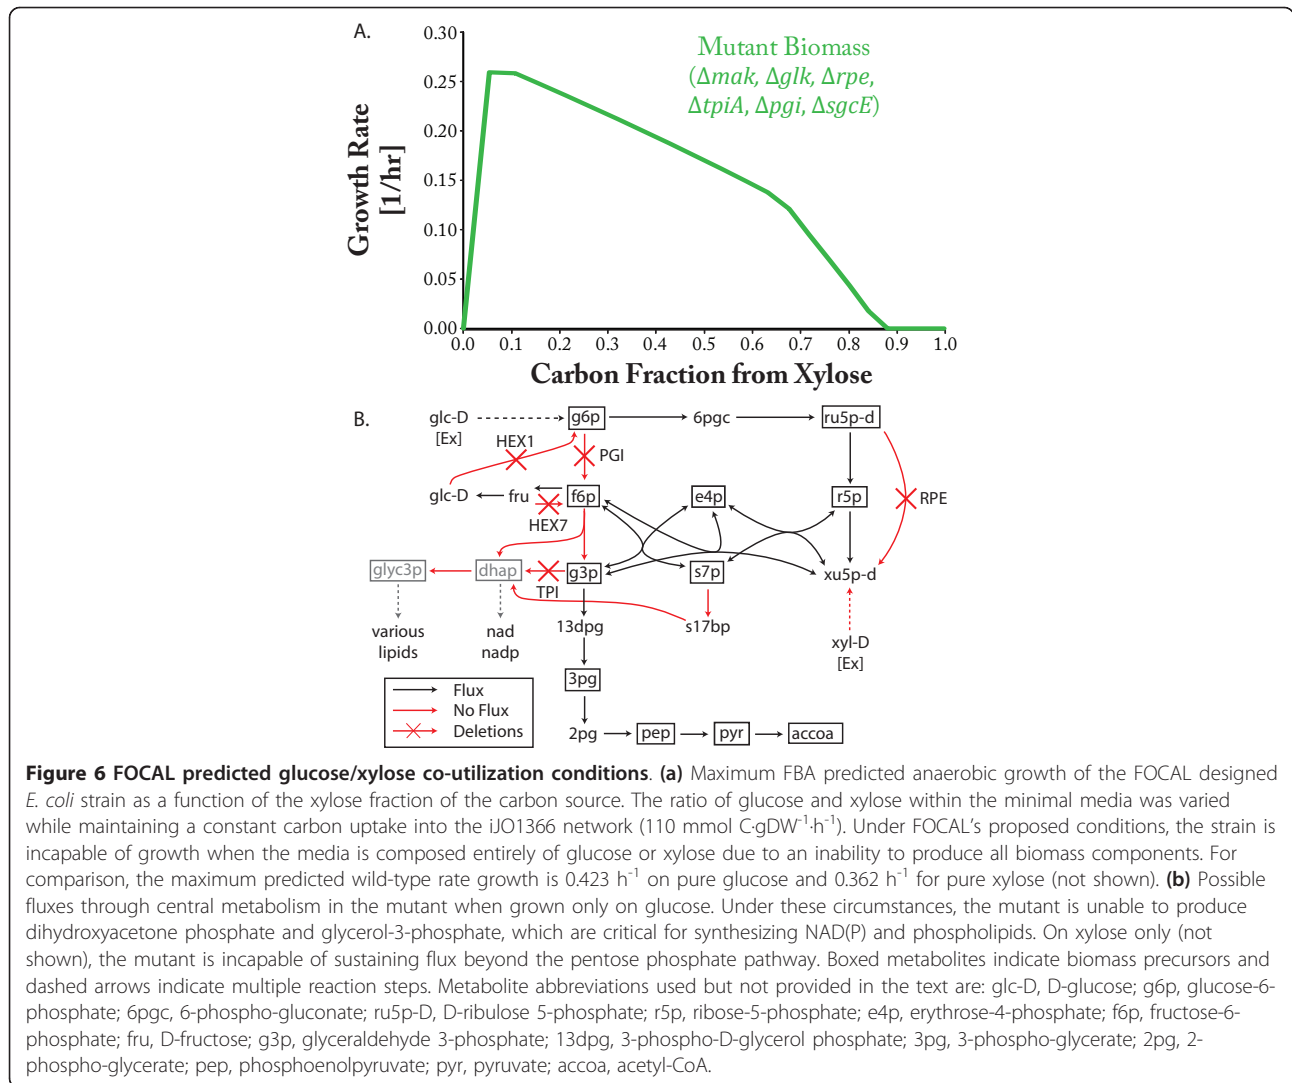 A.
Mutant Biomass
(Δmak, Δglk, Δrpe,
ΔtpiA, Δpgi, ΔsgcE)
Growth Rate
[1/hr]
0.30
0.25
0.20
0.15
0.10
0.05
0.00
0.0 0.1 0.2 0.3 0.4 0.5 0.6 0.7 0.8 0.9 1.0
Carbon Fraction from Xylose
B.
glc-D
[Ex]
g6p
6pgc
ru5p-d
HEX1
PGI
glc-D
fru
f6p
e4p
r5p
RPE
HEX7
glyc3p
dhap
g3p
s7p
xu5p-d
TPI
13dpg
s17bp
various
lipids
nad
nadp
xyl-D
[Ex]
3pg
Flux
No Flux
Deletions
2pg
pep
pyr
accoa
Figure 6 FOCAL predicted glucose/xylose co-utilization conditions. (a) Maximum FBA predicted anaerobic growth of the FOCAL designed
E. coli strain as a function of the xylose fraction of the carbon source. The ratio of glucose and xylose within the minimal media was varied
while maintaining a constant carbon uptake into the iJO1366 network (110 mmol C·gDW⁻¹·h⁻¹). Under FOCAL's proposed conditions, the strain is
incapable of growth when the media is composed entirely of glucose or xylose due to an inability to produce all biomass components. For
comparison, the maximum predicted wild-type rate growth is 0.423 h⁻¹ on pure glucose and 0.362 h⁻¹ for pure xylose (not shown). (b) Possible
fluxes through central metabolism in the mutant when grown only on glucose. Under these circumstances, the mutant is unable to produce
dihydroxyacetone phosphate and glycerol-3-phosphate, which are critical for synthesizing NAD(P) and phospholipids. On xylose only (not
shown), the mutant is incapable of sustaining flux beyond the pentose phosphate pathway. Boxed metabolites indicate biomass precursors and
dashed arrows indicate multiple reaction steps. Metabolite abbreviations used but not provided in the text are: glc-D, D-glucose; g6p, glucose-6-
phosphate; 6pgc, 6-phospho-gluconate; ru5p-D, D-ribulose 5-phosphate; r5p, ribose-5-phosphate; e4p, erythrose-4-phosphate; f6p, fructose-6-
phosphate; fru, D-fructose; g3p, glyceraldehyde 3-phosphate; 13dpg, 3-phospho-D-glycerol phosphate; 3pg, 3-phospho-glycerate; 2pg, 2-
phospho-glycerate; pep, phosphoenolpyruvate; pyr, pyruvate; accoa, acetyl-CoA.